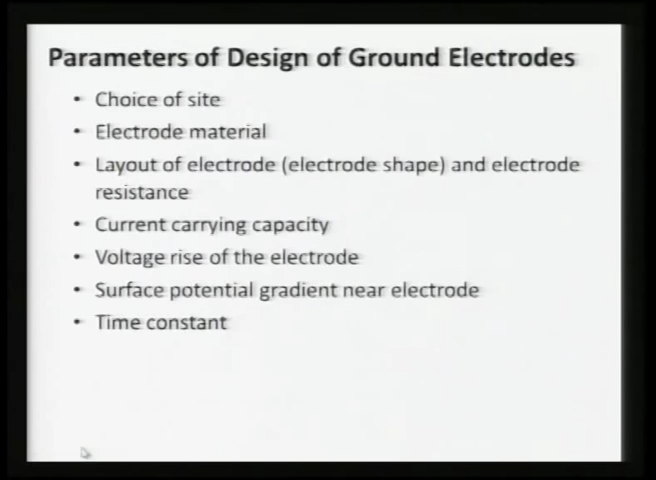 Parameters of Design of Ground Electrodes
• Choice of site
• Electrode material
• Layout of electrode (electrode shape) and electrode
resistance
• Current carrying capacity
• Voltage rise of the electrode
• Surface potential gradient near electrode
• Time constant